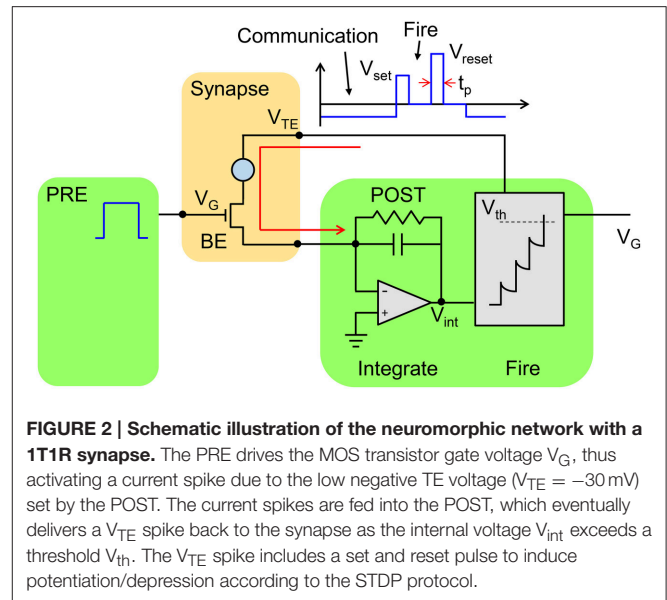 Communication
Fire
V_set
V_reset
t_p
Synapse
V_TE
PRE
V_G
BE
POST
V_th
V_G
-
+
V_int
Integrate
Fire
FIGURE 2 | Schematic illustration of the neuromorphic network with a
1T1R synapse. The PRE drives the MOS transistor gate voltage V_G, thus
activating a current spike due to the low negative TE voltage (V_TE = −30 mV)
set by the POST. The current spikes are fed into the POST, which eventually
delivers a V_TE spike back to the synapse as the internal voltage V_int exceeds a
threshold V_th. The V_TE spike includes a set and reset pulse to induce
potentiation/depression according to the STDP protocol.